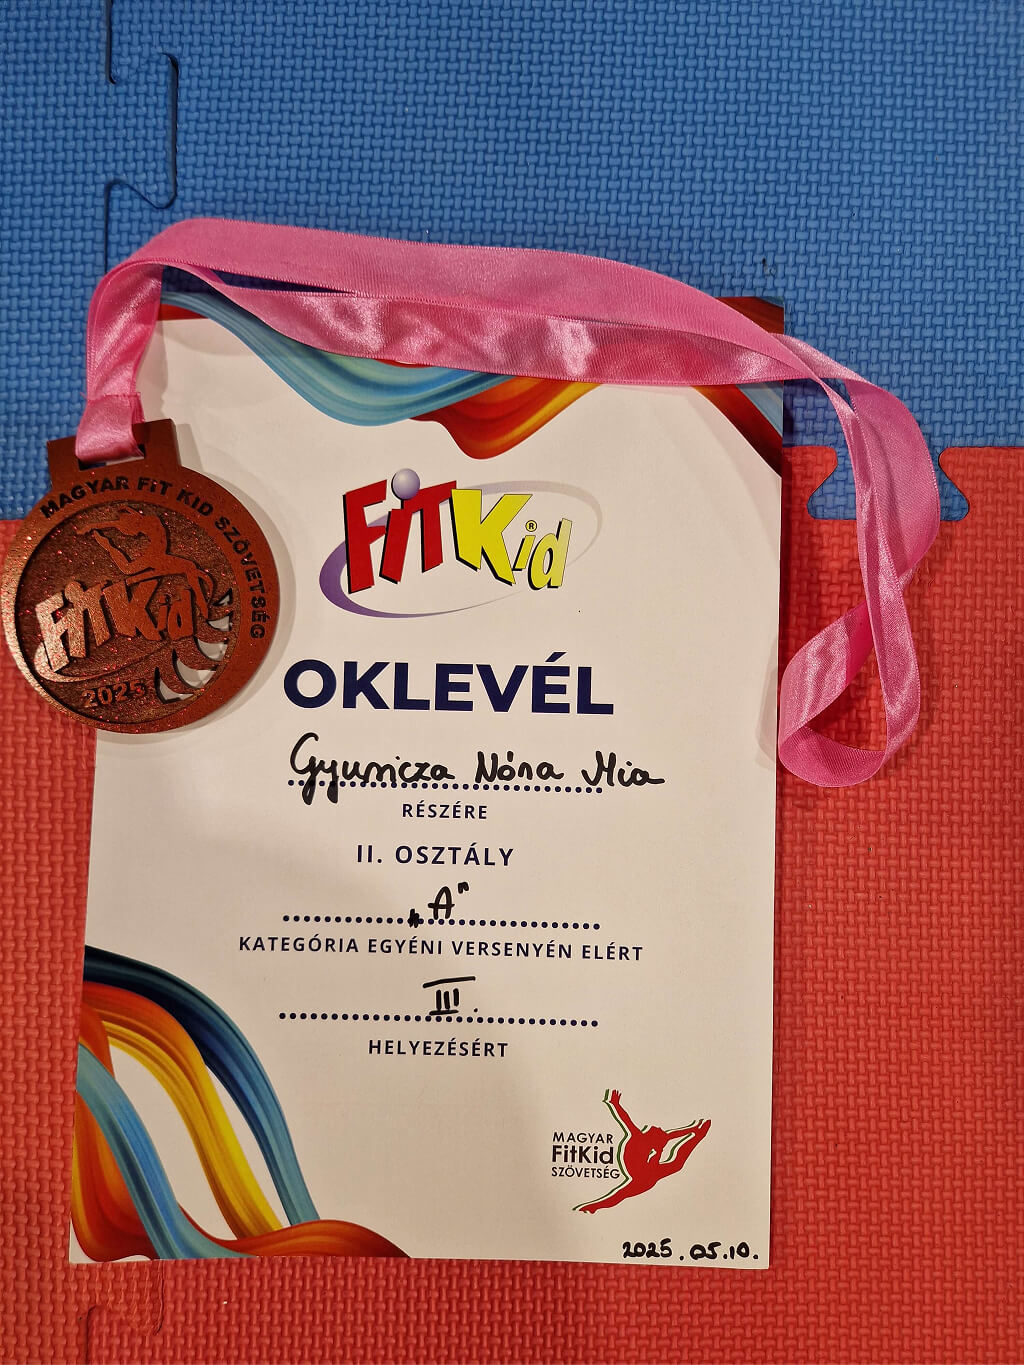 MAGYAR FIT KID SZÖVETSÉG
FiTKid
2025
FiTKid®
OKLEVÉL
Gyuricza Nóra Mia
RÉSZÉRE
II. OSZTÁLY
„A”
KATEGÓRIA EGYÉNI VERSENYÉN ELÉRT
III.
HELYEZÉSÉRT
MAGYAR
FitKid
SZÖVETSÉG
2025.05.10.